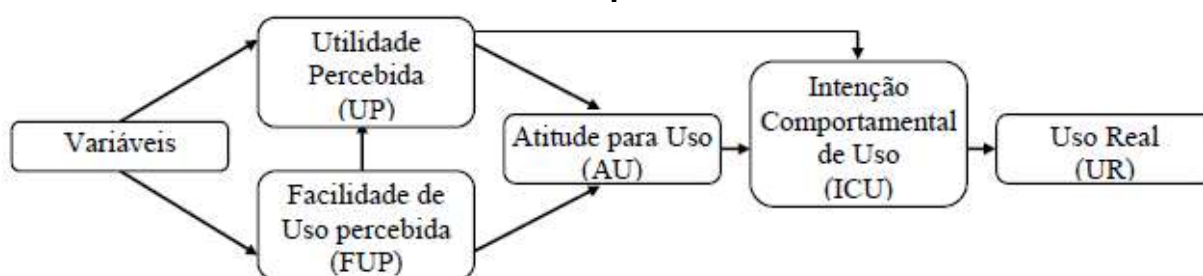 Utilidade
Percebida
(UP)
Variáveis
Facilidade de
Uso percebida
(FUP)
Atitude para Uso
(AU)
Intenção
Comportamental
de Uso
(ICU)
Uso Real
(UR)